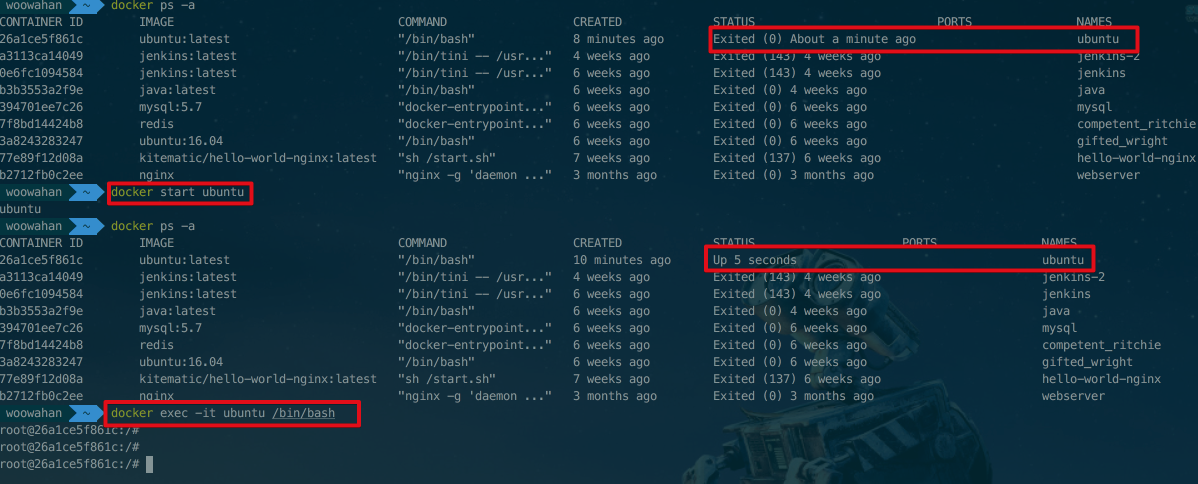 woowahan ~ docker ps -a
CONTAINER ID IMAGE COMMAND CREATED STATUS PORTS NAMES
26a1ce5f861c ubuntu:latest "/bin/bash" 8 minutes ago Exited (0) About a minute ago ubuntu
a3113ca14049 jenkins:latest "/bin/tini -- /usr..." 4 weeks ago Exited (143) 4 weeks ago jenkins-2
0e6fc1094584 jenkins:latest "/bin/tini -- /usr..." 6 weeks ago Exited (143) 4 weeks ago jenkins
b3b3553a2f9e java:latest "/bin/bash" 6 weeks ago Exited (0) 4 weeks ago java
394701ee7c26 mysql:5.7 "docker-entrypoint..." 6 weeks ago Exited (0) 6 weeks ago mysql
7f8bd14424b8 redis "docker-entrypoint..." 6 weeks ago Exited (0) 6 weeks ago competent_ritchie
3a8243283247 ubuntu:16.04 "/bin/bash" 6 weeks ago Exited (0) 6 weeks ago gifted_wright
77e89f12d08a kitematic/hello-world-nginx:latest "sh /start.sh" 7 weeks ago Exited (137) 6 weeks ago hello-world-nginx
b2712fb0c2ee nginx "nginx -g 'daemon ..." 3 months ago Exited (0) 3 months ago webserver
woowahan ~ docker start ubuntu
ubuntu
woowahan ~ docker ps -a
CONTAINER ID IMAGE COMMAND CREATED STATUS PORTS NAMES
26a1ce5f861c ubuntu:latest "/bin/bash" 10 minutes ago Up 5 seconds ubuntu
a3113ca14049 jenkins:latest "/bin/tini -- /usr..." 4 weeks ago Exited (143) 4 weeks ago jenkins-2
0e6fc1094584 jenkins:latest "/bin/tini -- /usr..." 6 weeks ago Exited (143) 4 weeks ago jenkins
b3b3553a2f9e java:latest "/bin/bash" 6 weeks ago Exited (0) 4 weeks ago java
394701ee7c26 mysql:5.7 "docker-entrypoint..." 6 weeks ago Exited (0) 6 weeks ago mysql
7f8bd14424b8 redis "docker-entrypoint..." 6 weeks ago Exited (0) 6 weeks ago competent_ritchie
3a8243283247 ubuntu:16.04 "/bin/bash" 6 weeks ago Exited (0) 6 weeks ago gifted_wright
77e89f12d08a kitematic/hello-world-nginx:latest "sh /start.sh" 7 weeks ago Exited (137) 6 weeks ago hello-world-nginx
b2712fb0c2ee nginx "nginx -g 'daemon ..." 3 months ago Exited (0) 3 months ago webserver
woowahan ~ docker exec -it ubuntu /bin/bash
root@26a1ce5f861c:/#
root@26a1ce5f861c:/#
root@26a1ce5f861c:/#